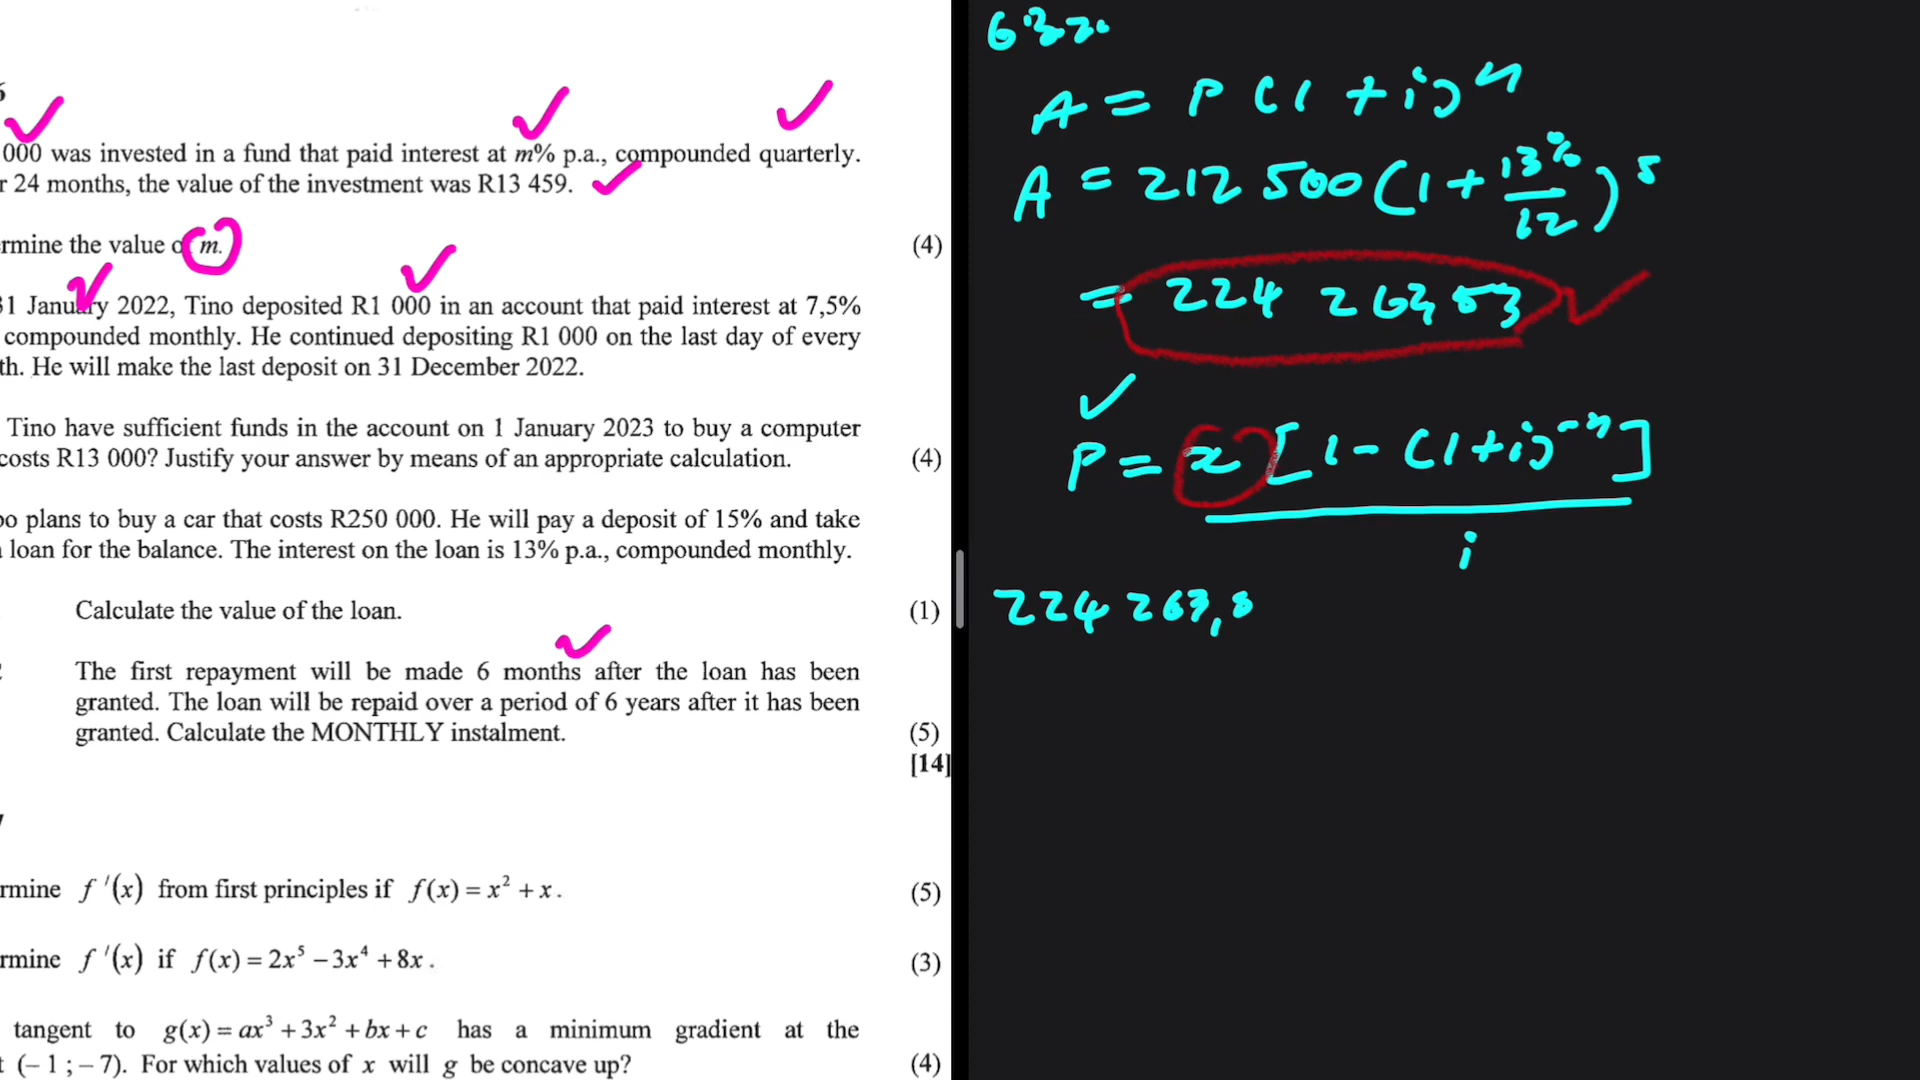 000 was invested in a fund that paid interest at m% p.a., compounded quarterly.
r 24 months, the value of the investment was R13 459.
rmine the value o m.
(4)
31 January 2022, Tino deposited R1 000 in an account that paid interest at 7,5%
compounded monthly. He continued depositing R1 000 on the last day of every
th. He will make the last deposit on 31 December 2022.
Tino have sufficient funds in the account on 1 January 2023 to buy a computer
costs R13 000? Justify your answer by means of an appropriate calculation.
(4)
oo plans to buy a car that costs R250 000. He will pay a deposit of 15% and take
loan for the balance. The interest on the loan is 13% p.a., compounded monthly.
Calculate the value of the loan.
(1)
The first repayment will be made 6 months after the loan has been
granted. The loan will be repaid over a period of 6 years after it has been
granted. Calculate the MONTHLY instalment.
(5)
[14]
rmine f ′(x) from first principles if f(x) = x² + x.
(5)
rmine f ′(x) if f(x) = 2x⁵ − 3x⁴ + 8x.
(3)
tangent to g(x) = ax³ + 3x² + bx + c has a minimum gradient at the
t (−1 ; −7). For which values of x will g be concave up?
(4)
A = P(1 + i)ⁿ
A = 212 500(1 + 13%/12)⁵
= 224 263,53
P = x[1 − (1+i)⁻ⁿ]
i
224 263,5